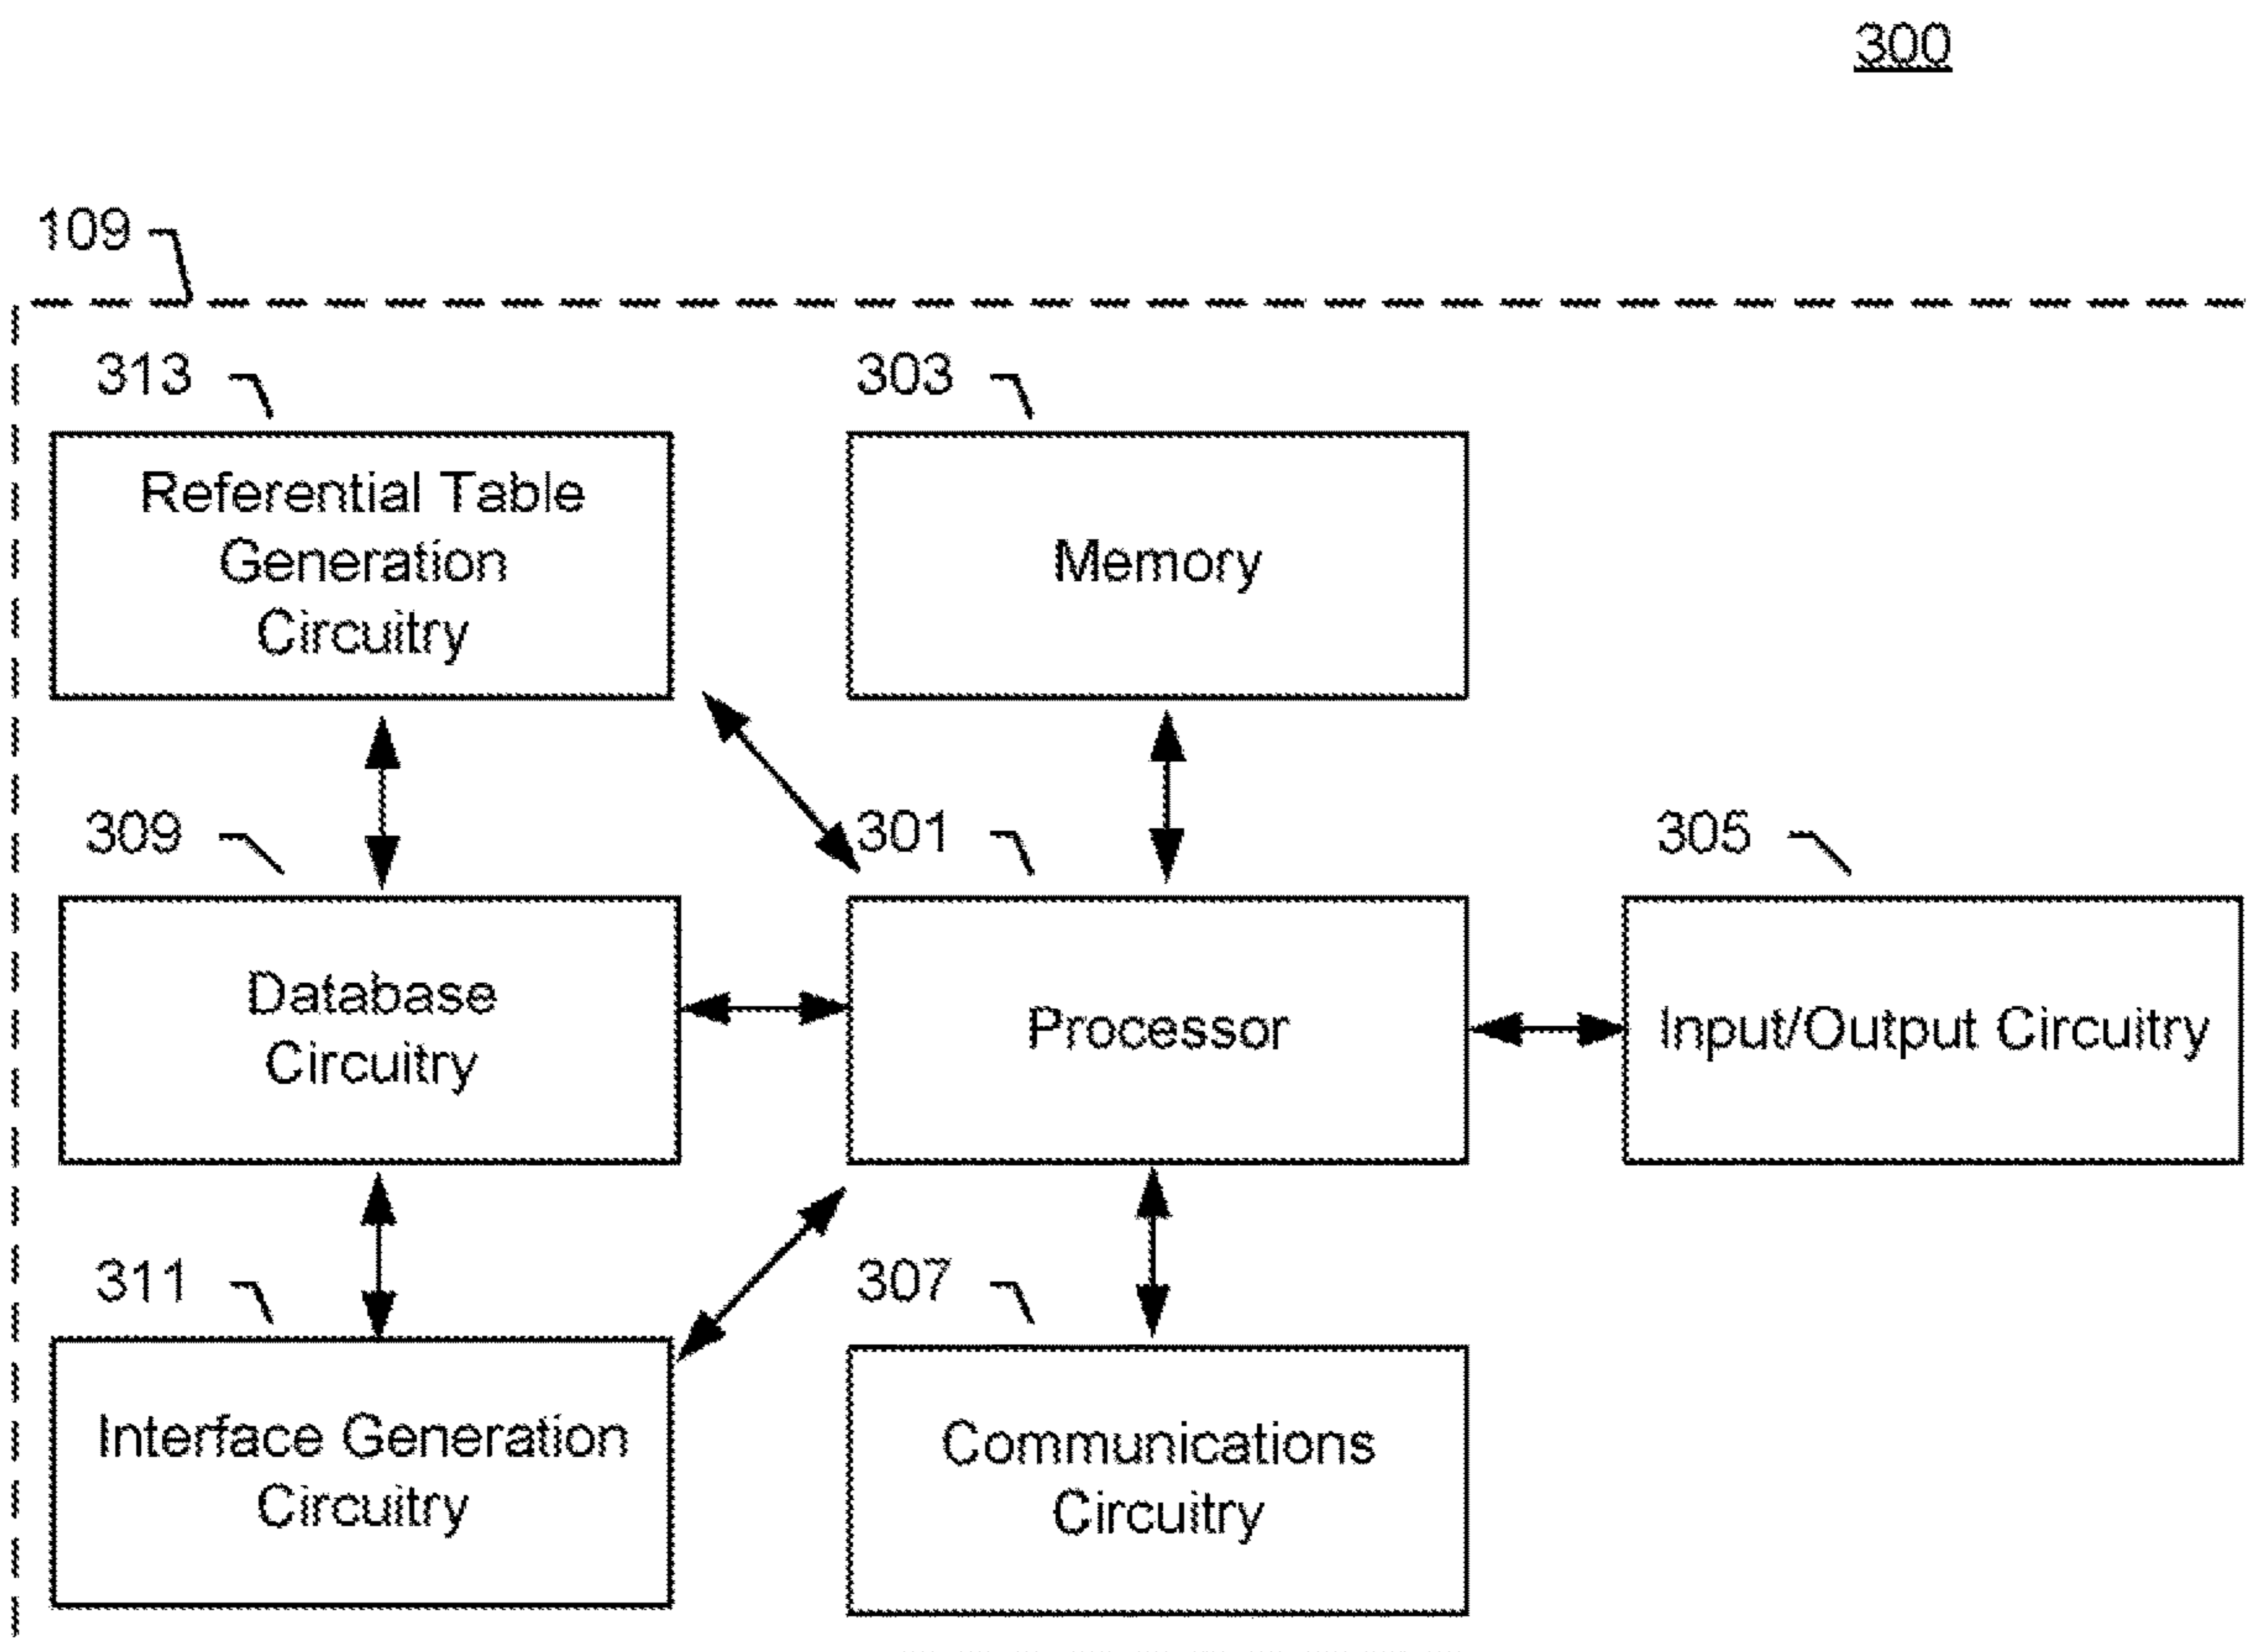 300
109
313
303
Referential Table
Generation
Circuitry
Memory
309
301
305
Database
Circuitry
Processor
Input/Output Circuitry
311
307
Interface Generation
Circuitry
Communications
Circuitry